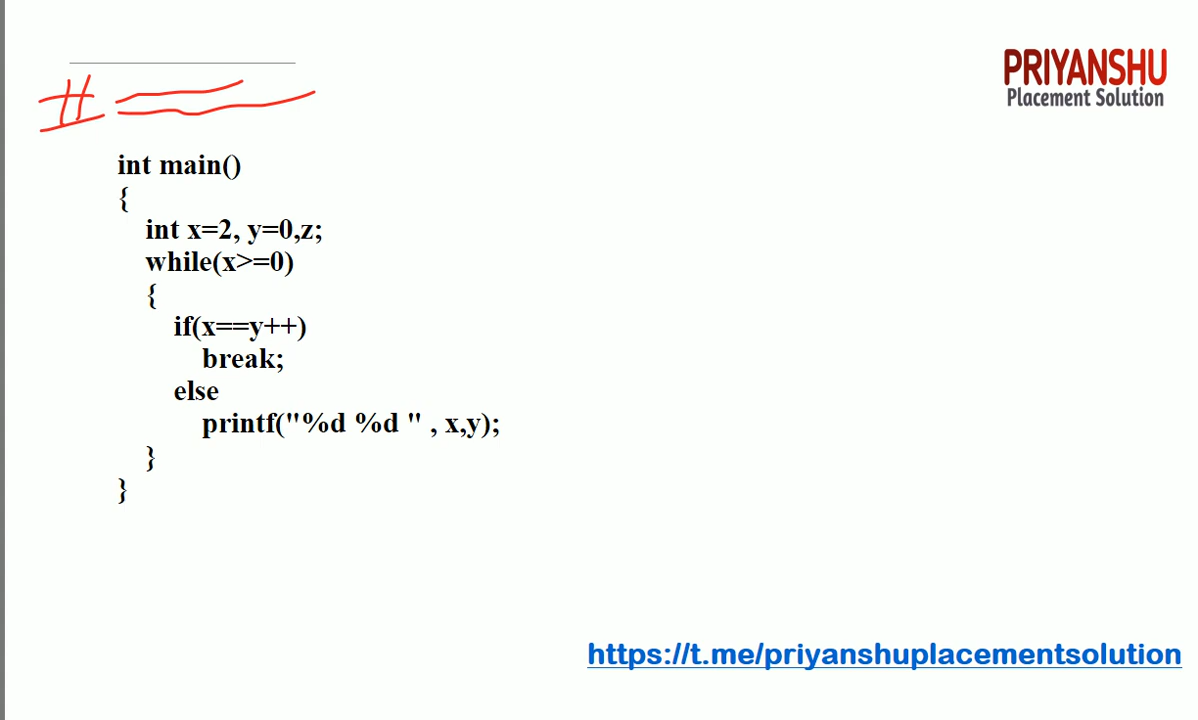 PRIYANSHU
Placement Solution
#
int main()
{
int x=2, y=0,z;
while(x>=0)
{
if(x==y++)
break;
else
printf("%d %d " , x,y);
}
}
https://t.me/priyanshuplacementsolution